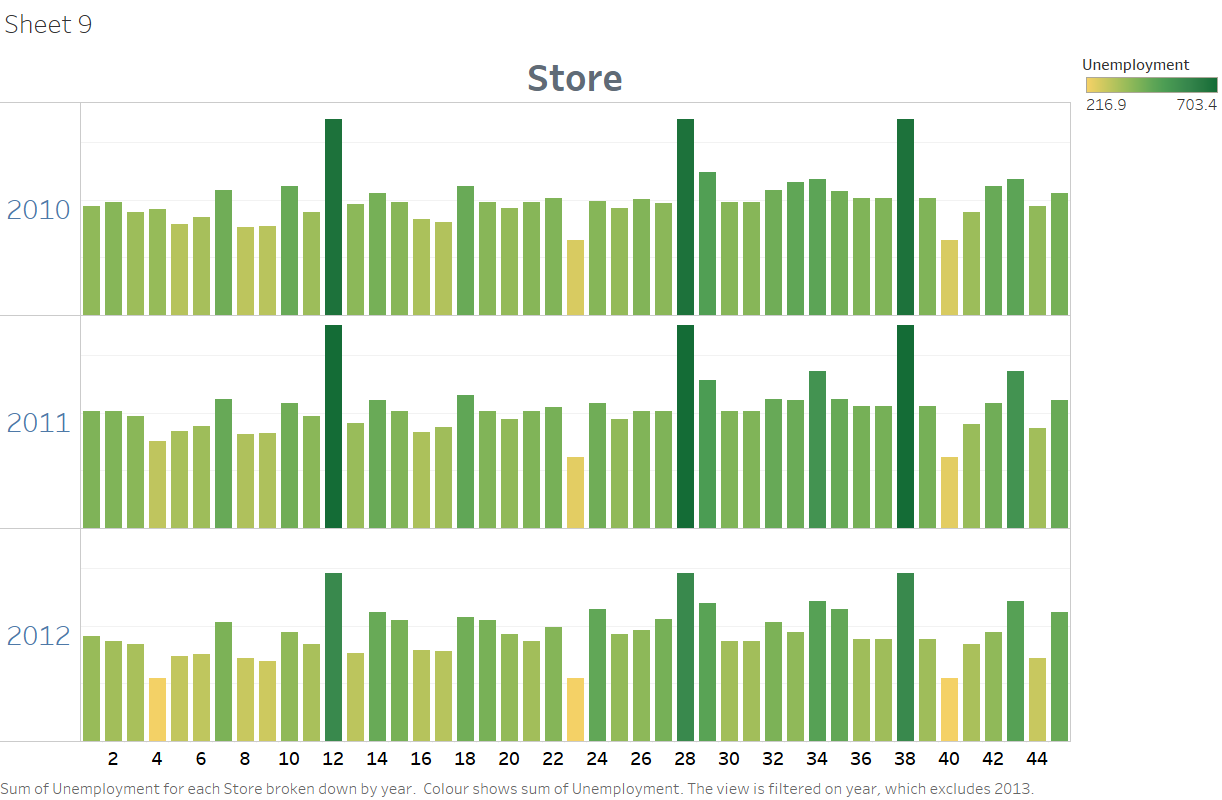 Sheet 9
Store
Unemployment
216.9 703.4
2010
2011
2012
2 4 6 8 10 12 14 16 18 20 22 24 26 28 30 32 34 36 38 40 42 44
Sum of Unemployment for each Store broken down by year.  Colour shows sum of Unemployment. The view is filtered on year, which excludes 2013.